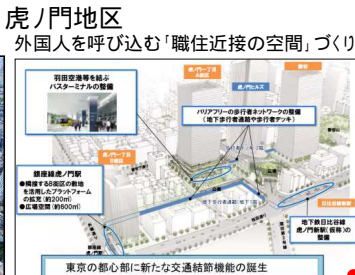 虎ノ門地区
外国人を呼び込む「職住近接の空間」づくり
羽田空港等を結ぶ
バスターミナルの整備
虎ノ門ヒルズ
バリアフリーの歩行者ネットワークの整備
(地下歩行者通路や歩行者デッキ)
銀座線虎ノ門駅
●隣接する8街区の敷地
を活用したプラットフォーム
の拡充(約200㎡)
●広場空間(約600㎡)
地下鉄日比谷線
虎ノ門新駅(仮称)の
整備
東京の都心部に新たな交通結節機能の誕生